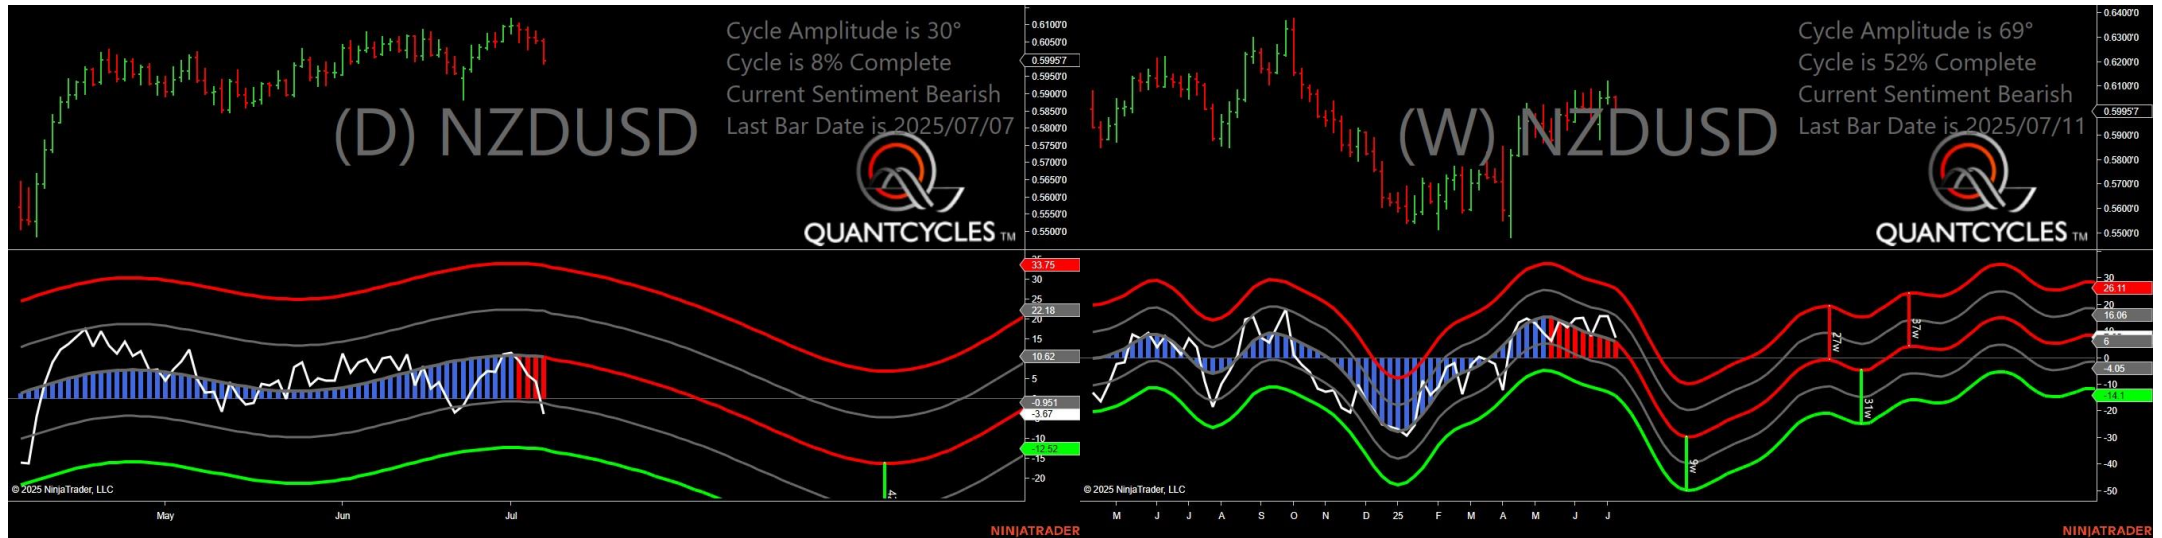 Cycle Amplitude is 30°
Cycle is 8% Complete
Current Sentiment Bearish
Last Bar Date is 2025/07/07
(D) NZDUSD
QUANTCYCLES TM
0.6100'0
0.6050'0
0.5995'7
0.5950'0
0.5900'0
0.5850'0
0.5800'0
0.5750'0
0.5700'0
0.5650'0
0.5600'0
0.5550'0
0.5500'0
33.75
30
25
22.18
20
15
10.62
5
-0.951
-3.67
-10
-12.52
-15
-20
© 2025 NinjaTrader, LLC
May
Jun
Jul
NINJATRADER
Cycle Amplitude is 69°
Cycle is 52% Complete
Current Sentiment Bearish
Last Bar Date is 2025/07/11
(W) NZDUSD
QUANTCYCLES TM
0.6400'0
0.6300'0
0.6200'0
0.6100'0
0.5995'7
0.5900'0
0.5800'0
0.5700'0
0.5600'0
0.5500'0
30
26.11
20
16.06
6
0
-4.05
-10
-14.1
-20
-30
-40
-50
27w
37w
31w
9w
© 2025 NinjaTrader, LLC
M
J
J
A
S
O
N
D
25
F
M
A
M
J
J
NINJATRADER